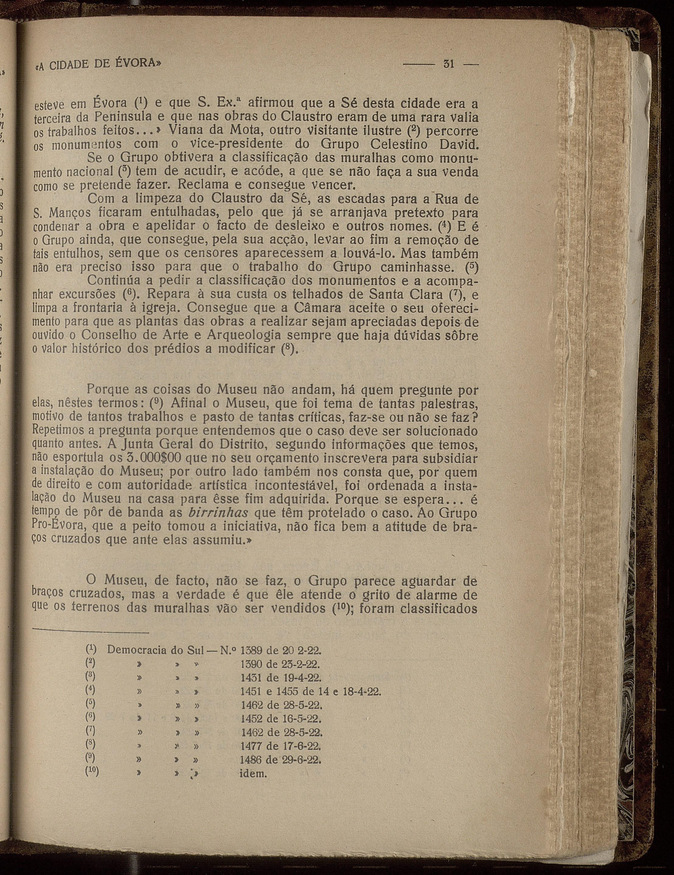 «A CIDADE DE ÉVORA» —— 31 —
esteve em Évora (¹) e que S. Ex.ª afirmou que a Sé desta cidade era a
terceira da Peninsula e que nas obras do Claustro eram de uma rara valia
os trabalhos feitos...» Viana da Mota, outro visitante ilustre (²) percorre
os monumentos com o vice-presidente do Grupo Celestino David.
Se o Grupo obtivera a classificação das muralhas como monu-
mento nacional (³) tem de acudir, e acóde, a que se não faça a sua venda
como se pretende fazer. Reclama e consegue vencer.
Com a limpeza do Claustro da Sé, as escadas para a Rua de
S. Manços ficaram entulhadas, pelo que já se arranjava pretexto para
condenar a obra e apelidar o facto de desleixo e outros nomes. (⁴) E é
o Grupo ainda, que consegue, pela sua acção, levar ao fim a remoção de
tais entulhos, sem que os censores aparecessem a louvá-lo. Mas também
não era preciso isso para que o trabalho do Grupo caminhasse. (⁵)
Continúa a pedir a classificação dos monumentos e a acompa-
nhar excursões (⁶). Repara à sua custa os telhados de Santa Clara (⁷), e
limpa a frontaria à igreja. Consegue que a Câmara aceite o seu ofereci-
mento para que as plantas das obras a realizar sejam apreciadas depois de
ouvido o Conselho de Arte e Arqueologia sempre que haja dúvidas sôbre
o valor histórico dos prédios a modificar (⁸).
Porque as coisas do Museu não andam, há quem pregunte por
elas, nêstes termos: (⁹) Afinal o Museu, que foi tema de tantas palestras,
motivo de tantos trabalhos e pasto de tantas críticas, faz-se ou não se faz?
Repetimos a pregunta porque entendemos que o caso deve ser solucionado
quanto antes. A Junta Geral do Distrito, segundo informações que temos,
não esportula os 3.000$00 que no seu orçamento inscrevera para subsidiar
a instalação do Museu; por outro lado também nos consta que, por quem
de direito e com autoridade artística incontestável, foi ordenada a insta-
lação do Museu na casa para êsse fim adquirida. Porque se espera... é
tempo de pôr de banda as birrinhas que têm protelado o caso. Ao Grupo
Pro-Évora, que a peito tomou a iniciativa, não fica bem a atitude de bra-
ços cruzados que ante elas assumiu.»
O Museu, de facto, não se faz, o Grupo parece aguardar de
braços cruzados, mas a verdade é que êle atende o grito de alarme de
que os terrenos das muralhas vão ser vendidos (¹⁰); foram classificados
(¹) Democracia do Sul — N.º 1389 de 20 2-22.
(²) » » » 1390 de 23-2-22.
(³) » » » 1431 de 19-4-22.
(⁴) » » » 1451 e 1455 de 14 e 18-4-22.
(⁵) » » » 1462 de 28-5-22.
(⁶) » » » 1452 de 16-5-22.
(⁷) » » » 1462 de 28-5-22.
(⁸) » » » 1477 de 17-6-22.
(⁹) » » » 1486 de 29-6-22.
(¹⁰) » » » idem.